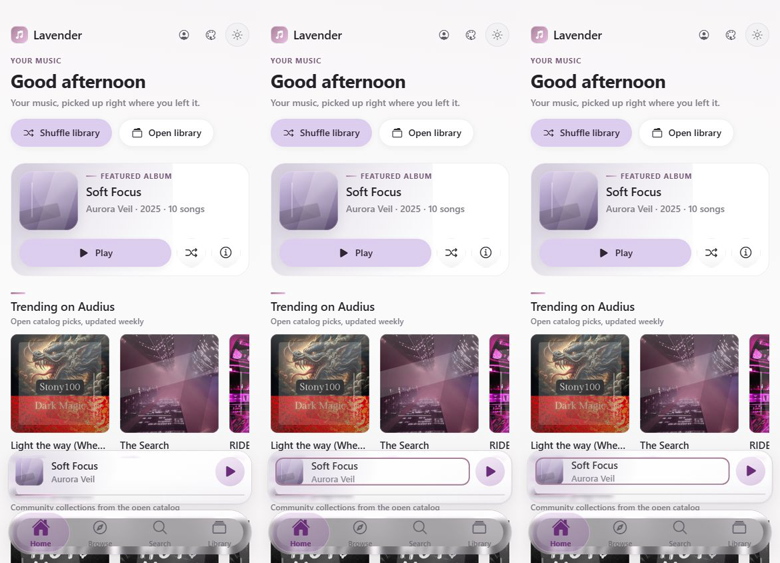 Lavender
YOUR MUSIC
Good afternoon
Your music, picked up right where you left it.
Shuffle library
Open library
FEATURED ALBUM
Soft Focus
Aurora Veil · 2025 · 10 songs
Play
Trending on Audius
Open catalog picks, updated weekly
Stony100
Dark Magic
Light the way (Whe...
The Search
RIDE
Soft Focus
Aurora Veil
Community collections from the open catalog
Home
Browse
Search
Library
Lavender
YOUR MUSIC
Good afternoon
Your music, picked up right where you left it.
Shuffle library
Open library
FEATURED ALBUM
Soft Focus
Aurora Veil · 2025 · 10 songs
Play
Trending on Audius
Open catalog picks, updated weekly
Stony100
Dark Magic
Light the way (Whe...
The Search
RIDE
Soft Focus
Aurora Veil
Community collections from the open catalog
Home
Browse
Search
Library
Lavender
YOUR MUSIC
Good afternoon
Your music, picked up right where you left it.
Shuffle library
Open library
FEATURED ALBUM
Soft Focus
Aurora Veil · 2025 · 10 songs
Play
Trending on Audius
Open catalog picks, updated weekly
Stony100
Dark Magic
Light the way (Whe...
The Search
RIDE
Soft Focus
Aurora Veil
Community collections from the open catalog
Home
Browse
Search
Library